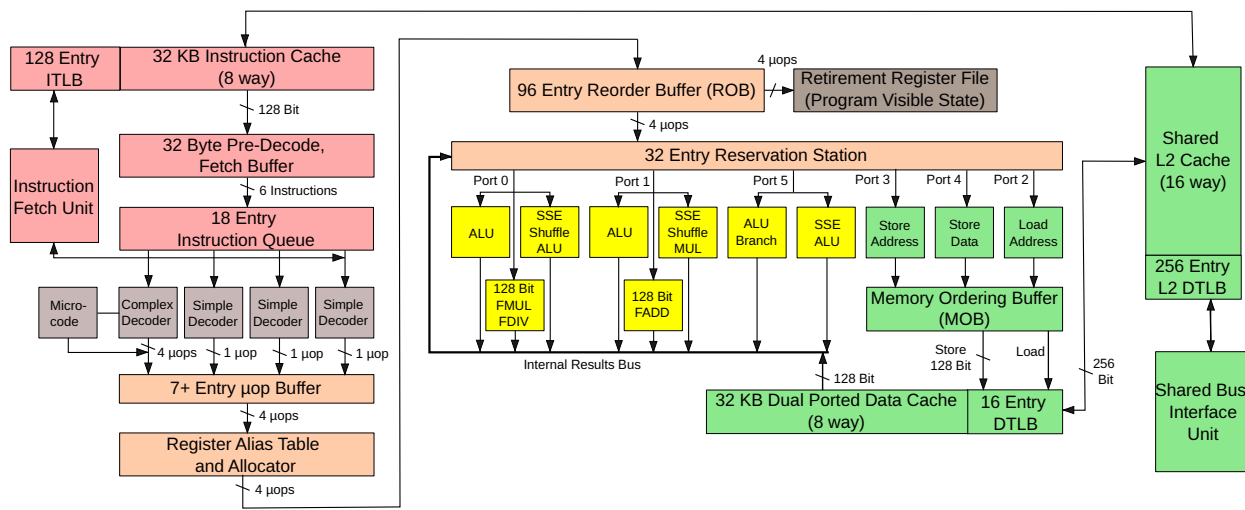 128 Entry
ITLB
32 KB Instruction Cache
(8 way)
128 Bit
32 Byte Pre-Decode,
Fetch Buffer
Instruction
Fetch Unit
6 Instructions
18 Entry
Instruction Queue
Micro-
code
Complex
Decoder
Simple
Decoder
Simple
Decoder
Simple
Decoder
4 µops
1 µop
1 µop
1 µop
7+ Entry µop Buffer
4 µops
Register Alias Table
and Allocator
4 µops
96 Entry Reorder Buffer (ROB)
4 µops
Retirement Register File
(Program Visible State)
4 µops
32 Entry Reservation Station
Port 0
Port 1
Port 5
Port 3
Port 4
Port 2
ALU
SSE
Shuffle
ALU
ALU
SSE
Shuffle
MUL
ALU
Branch
SSE
ALU
Store
Address
Store
Data
Load
Address
128 Bit
FMUL
FDIV
128 Bit
FADD
Memory Ordering Buffer
(MOB)
Internal Results Bus
Store
128 Bit
Load
128 Bit
256
Bit
32 KB Dual Ported Data Cache
(8 way)
16 Entry
DTLB
Shared
L2 Cache
(16 way)
256 Entry
L2 DTLB
Shared Bus
Interface
Unit